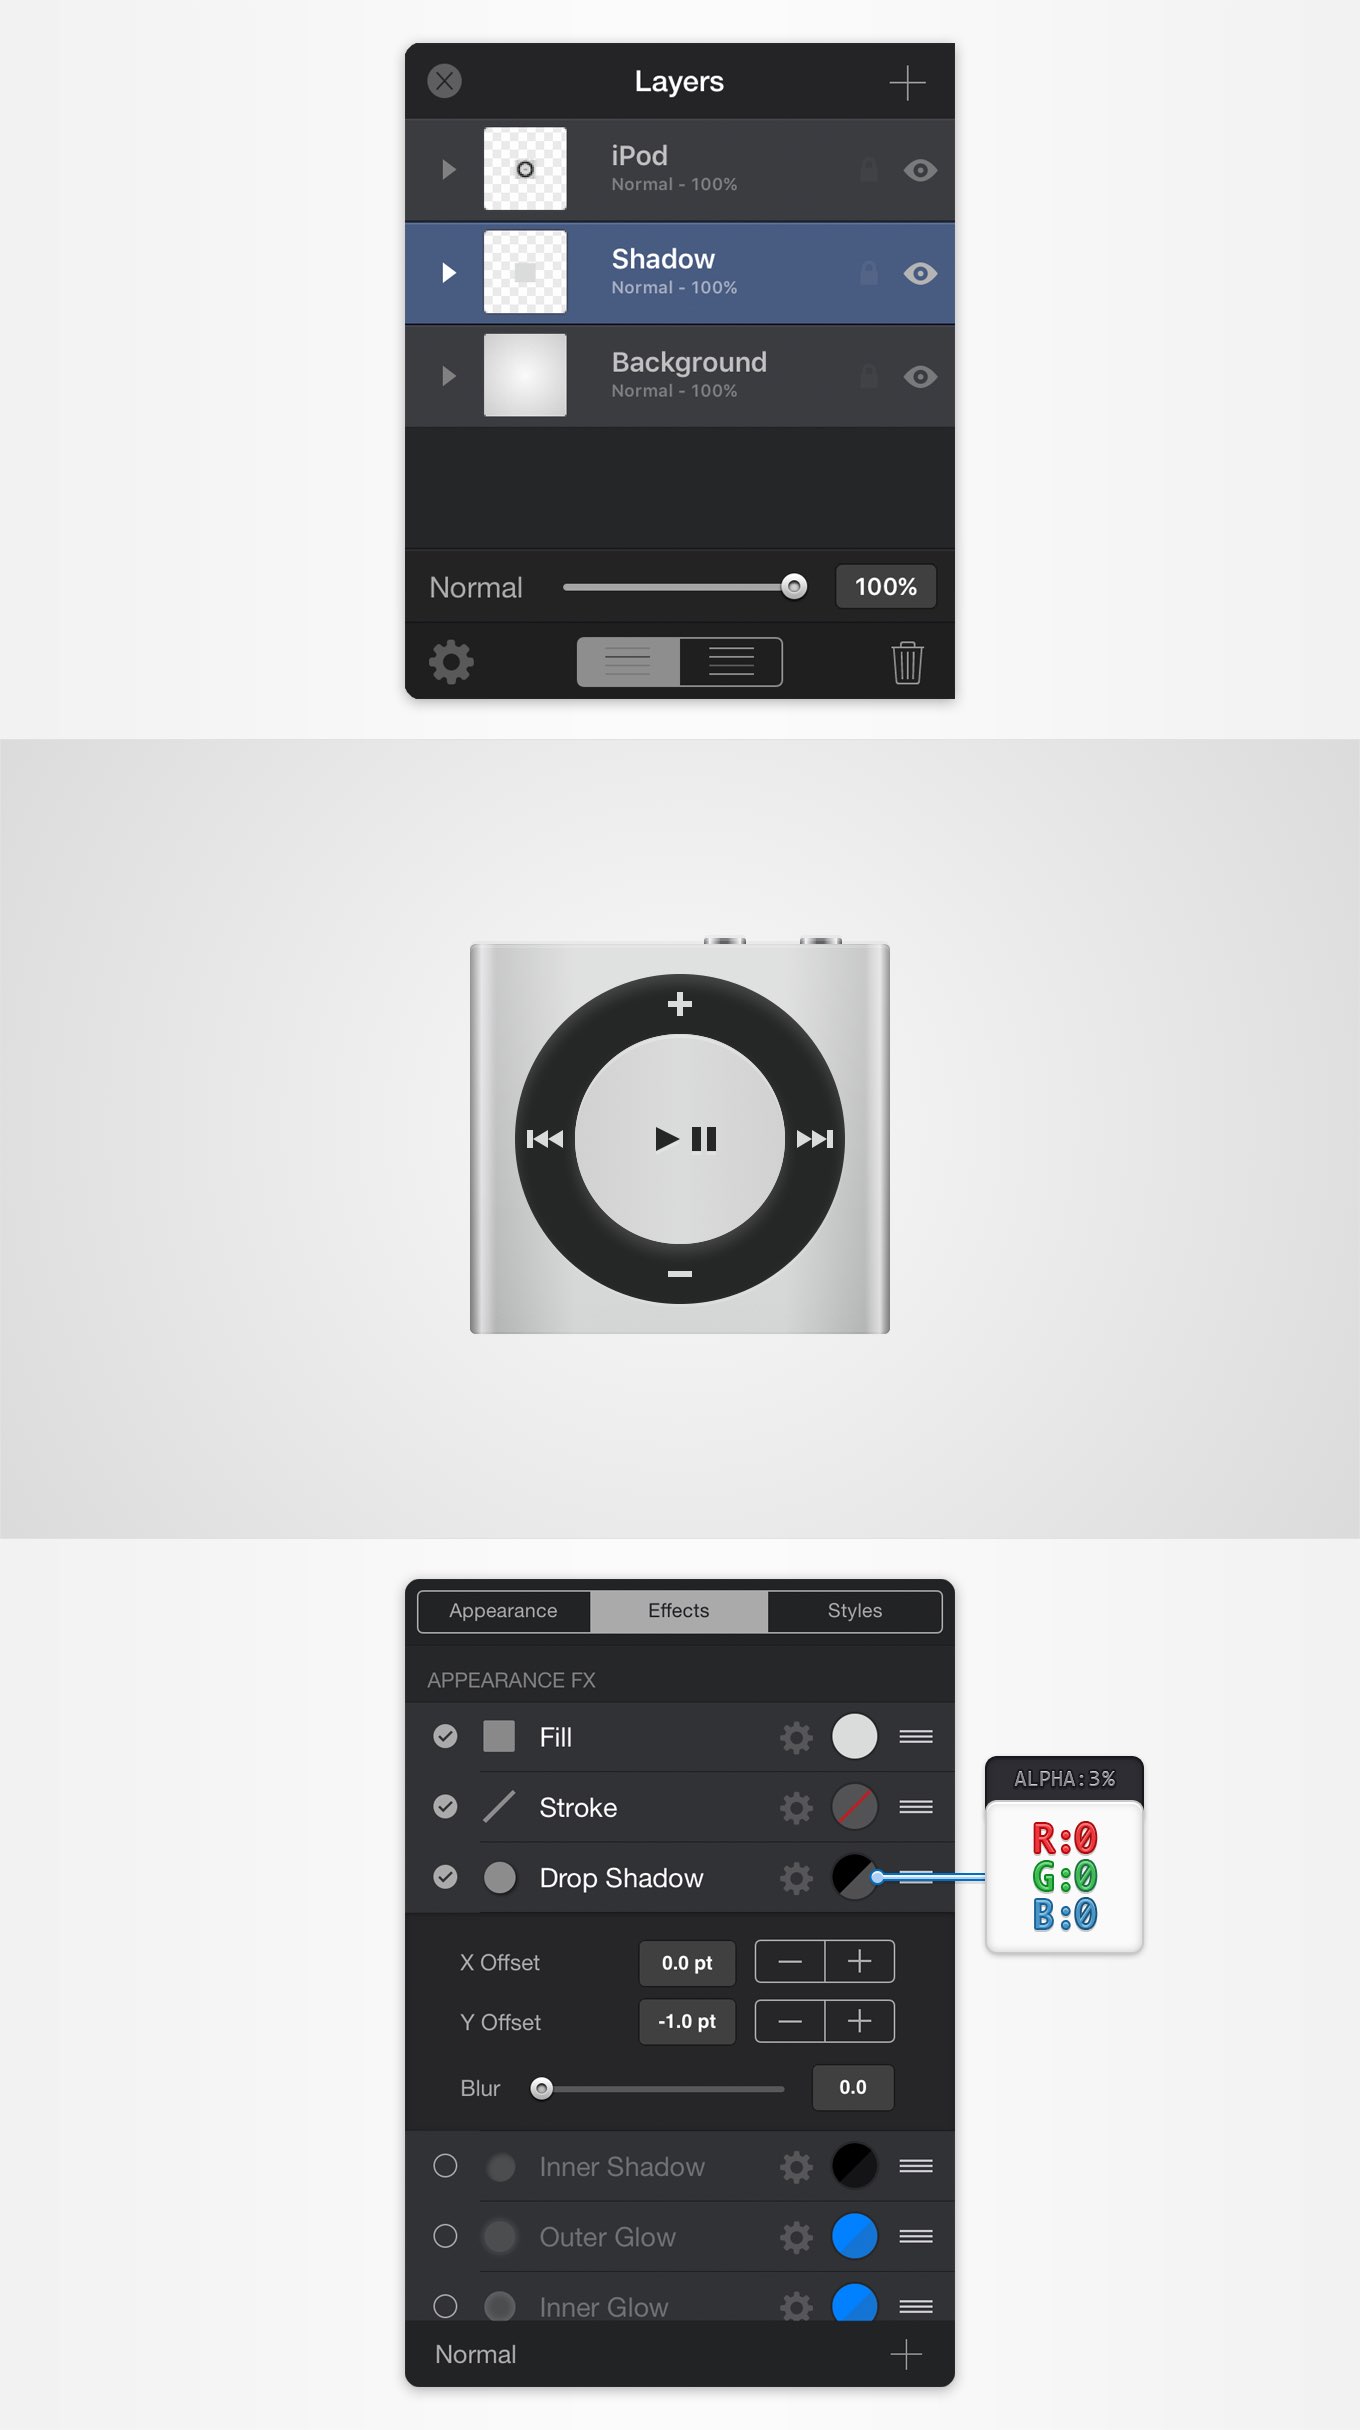 Layers
iPod
Normal - 100%
Shadow
Normal - 100%
Background
Normal - 100%
Normal 100%
Appearance Effects Styles
APPEARANCE FX
Fill
Stroke
Drop Shadow
ALPHA:3%
R:0
G:0
B:0
X Offset 0.0 pt
Y Offset -1.0 pt
Blur 0.0
Inner Shadow
Outer Glow
Inner Glow
Normal